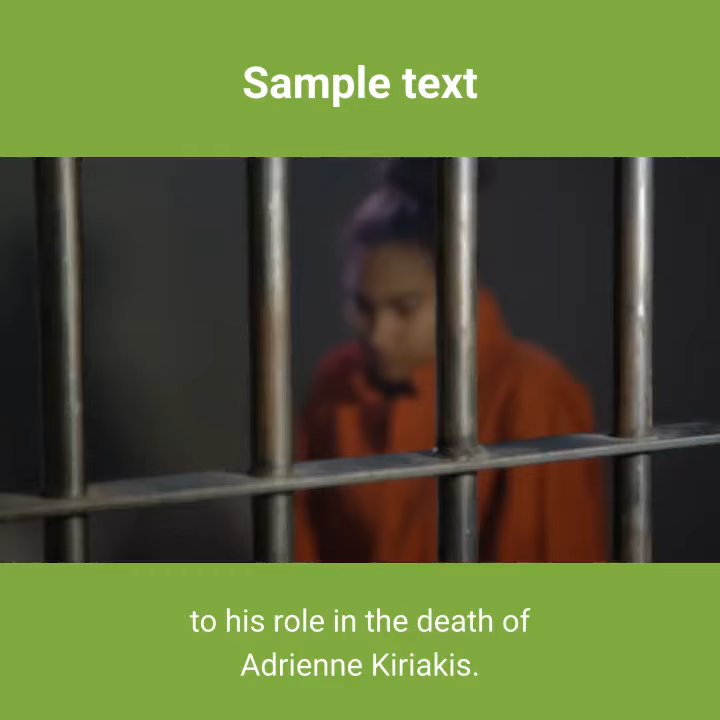 Sample text
to his role in the death of
Adrienne Kiriakis.